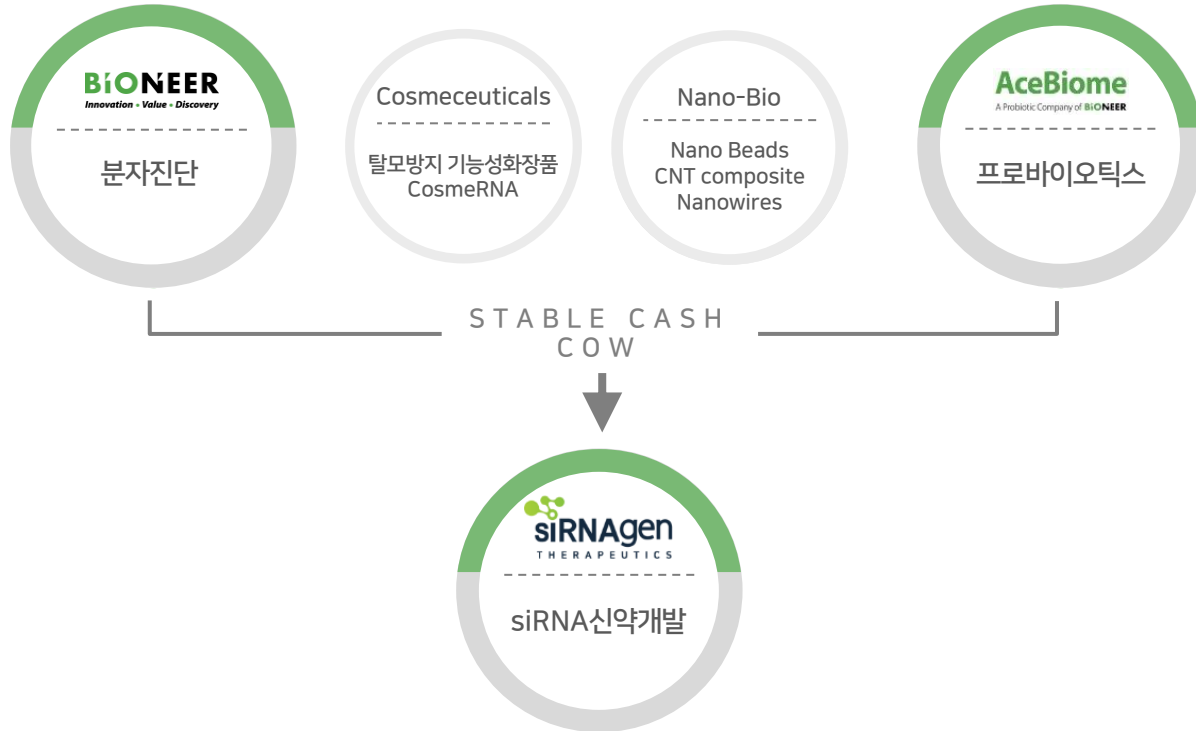 BiONEER
Innovation • Value • Discovery
분자진단
Cosmeceuticals
탈모방지 기능성화장품
CosmeRNA
Nano-Bio
Nano Beads
CNT composite
Nanowires
AceBiome
A Probiotic Company of BiONEER
프로바이오틱스
STABLE CASH
COW
siRNAgen
THERAPEUTICS
siRNA신약개발